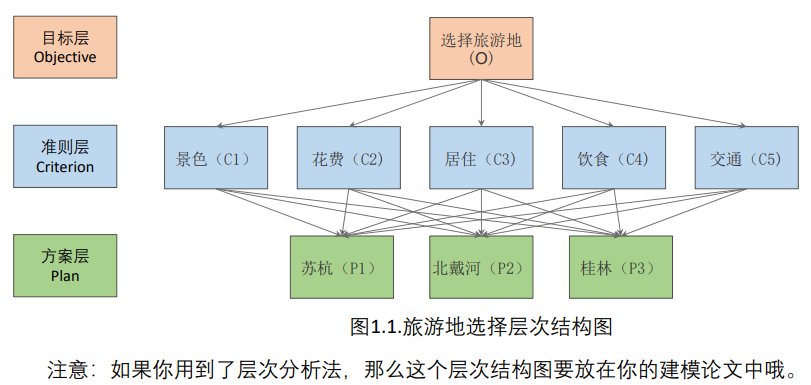 目标层
Objective
选择旅游地
(O)
准则层
Criterion
景色（C1）
花费（C2)
居住（C3）
饮食（C4)
交通（C5)
方案层
Plan
苏杭（P1）
北戴河（P2）
桂林（P3）
图1.1.旅游地选择层次结构图
注意：如果你用到了层次分析法，那么这个层次结构图要放在你的建模论文中哦。